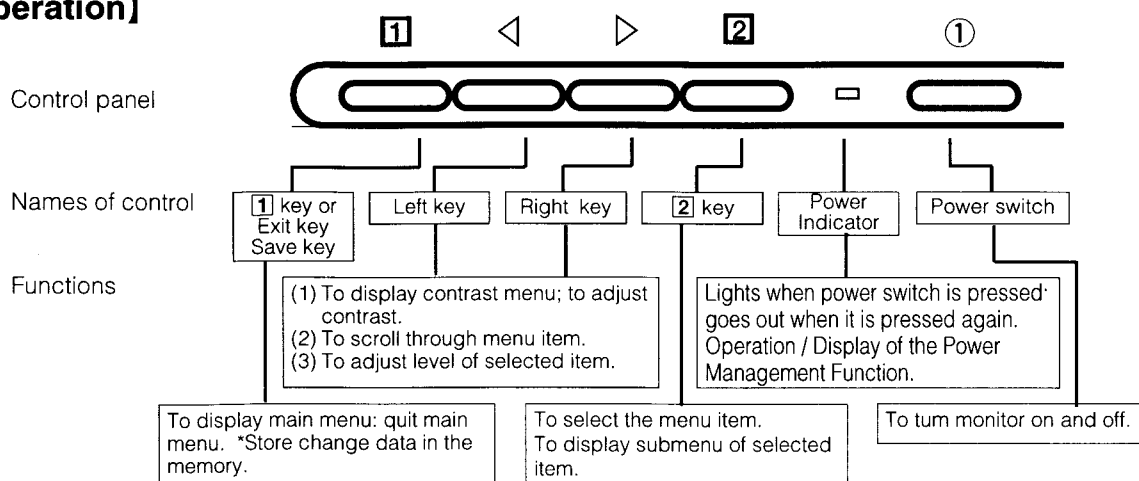 peration】
1 ◁ ▷ 2 ①
Control panel
Names of control
1 key or
Exit key
Save key
Left key
Right key
2 key
Power
Indicator
Power switch
Functions
(1) To display contrast menu; to adjust
contrast.
(2) To scroll through menu item.
(3) To adjust level of selected item.
Lights when power switch is pressed
goes out when it is pressed again.
Operation / Display of the Power
Management Function.
To display main menu: quit main
menu. *Store change data in the
memory.
To select the menu item.
To display submenu of selected
item.
To tum monitor on and off.